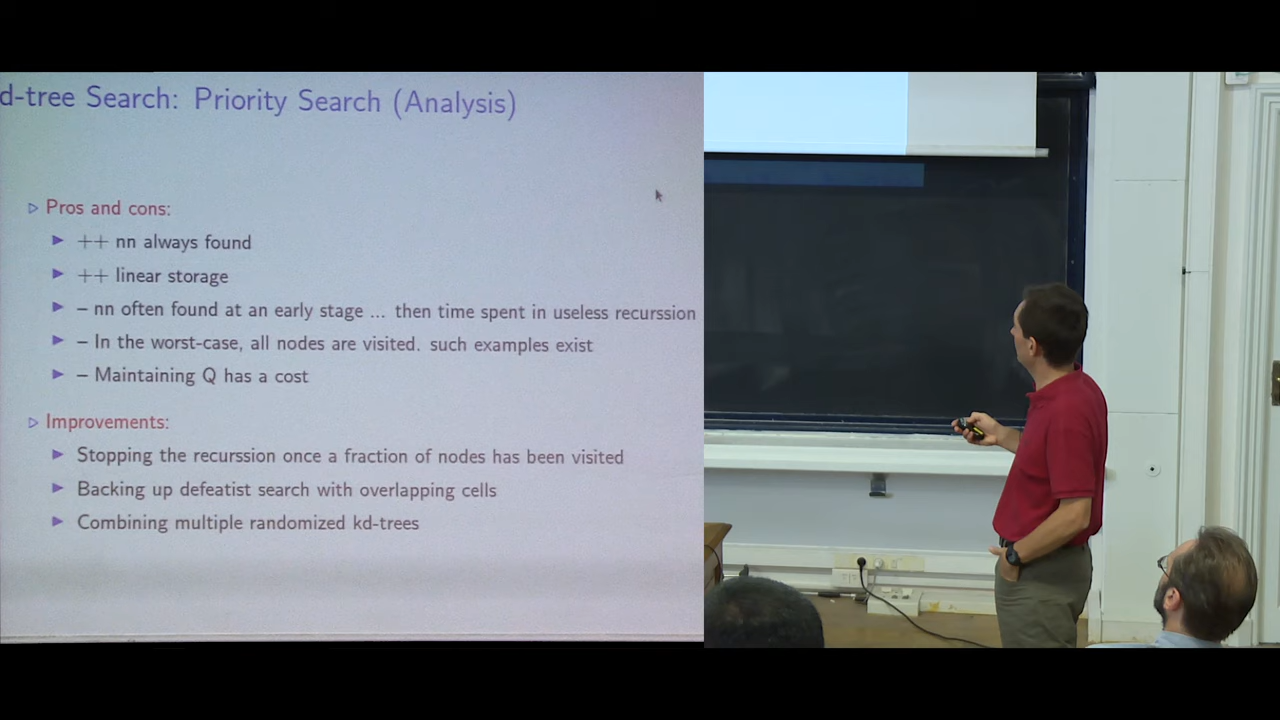 d-tree Search: Priority Search (Analysis)
Pros and cons:
++ nn always found
++ linear storage
– nn often found at an early stage ... then time spent in useless recurssion
– In the worst-case, all nodes are visited. such examples exist
– Maintaining Q has a cost
Improvements:
Stopping the recurssion once a fraction of nodes has been visited
Backing up defeatist search with overlapping cells
Combining multiple randomized kd-trees